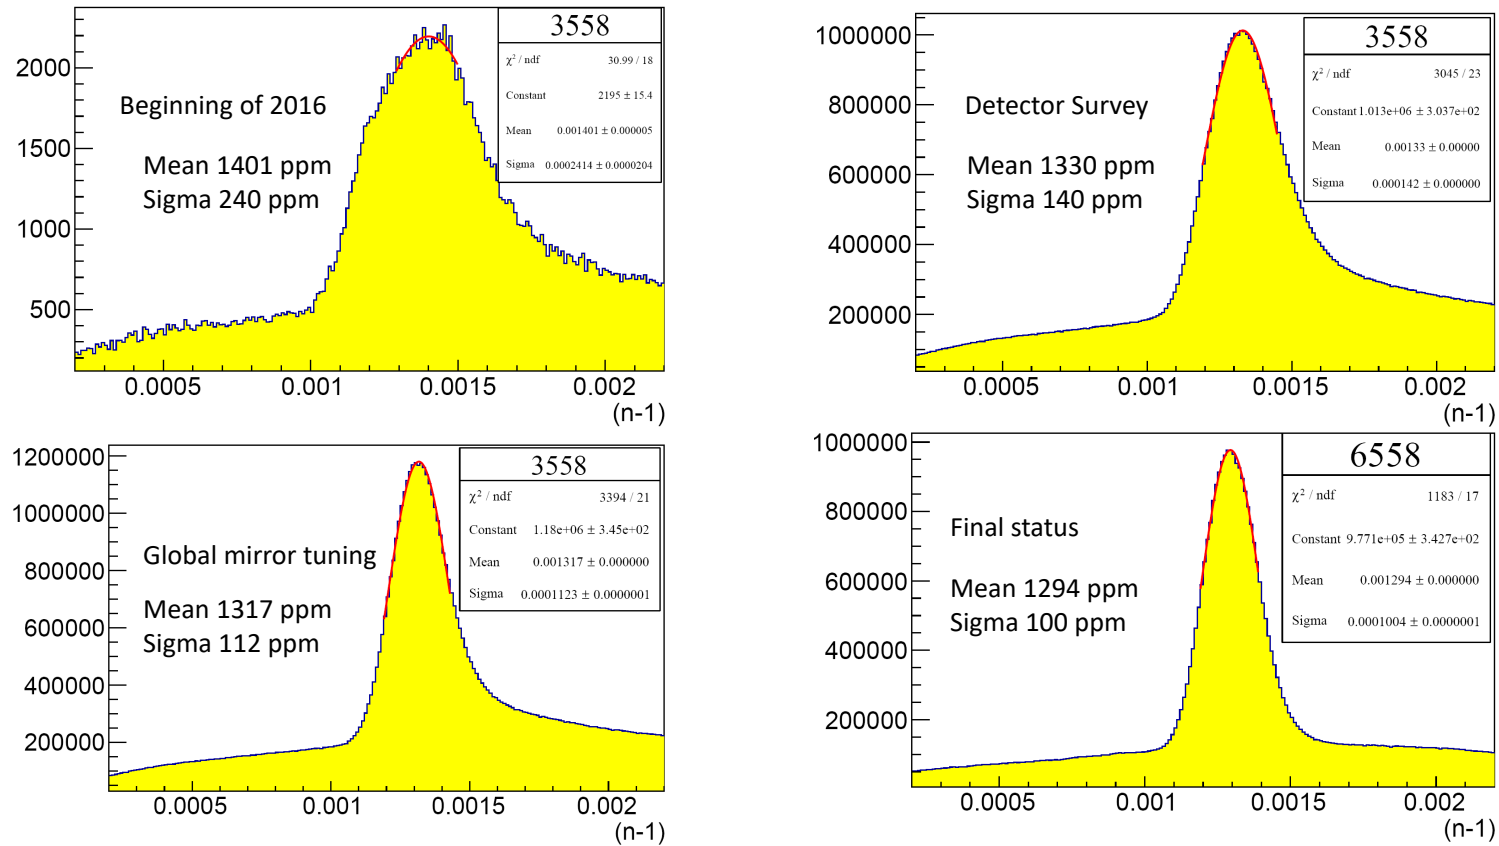 3558
χ² / ndf 30.99 / 18
Constant 2195 ± 15.4
Mean 0.001401 ± 0.000005
Sigma 0.0002414 ± 0.0000204
Beginning of 2016
Mean 1401 ppm
Sigma 240 ppm
2000
1500
1000
500
0.0005 0.001 0.0015 0.002
(n-1)
3558
χ² / ndf 3045 / 23
Constant 1.013e+06 ± 3.037e+02
Mean 0.00133 ± 0.00000
Sigma 0.000142 ± 0.000000
Detector Survey
Mean 1330 ppm
Sigma 140 ppm
1000000
800000
600000
400000
200000
0.0005 0.001 0.0015 0.002
(n-1)
3558
χ² / ndf 3394 / 21
Constant 1.18e+06 ± 3.45e+02
Mean 0.001317 ± 0.000000
Sigma 0.0001123 ± 0.0000001
Global mirror tuning
Mean 1317 ppm
Sigma 112 ppm
1200000
1000000
800000
600000
400000
200000
0.0005 0.001 0.0015 0.002
(n-1)
6558
χ² / ndf 1183 / 17
Constant 9.771e+05 ± 3.427e+02
Mean 0.001294 ± 0.000000
Sigma 0.0001004 ± 0.0000001
Final status
Mean 1294 ppm
Sigma 100 ppm
1000000
800000
600000
400000
200000
0.0005 0.001 0.0015 0.002
(n-1)